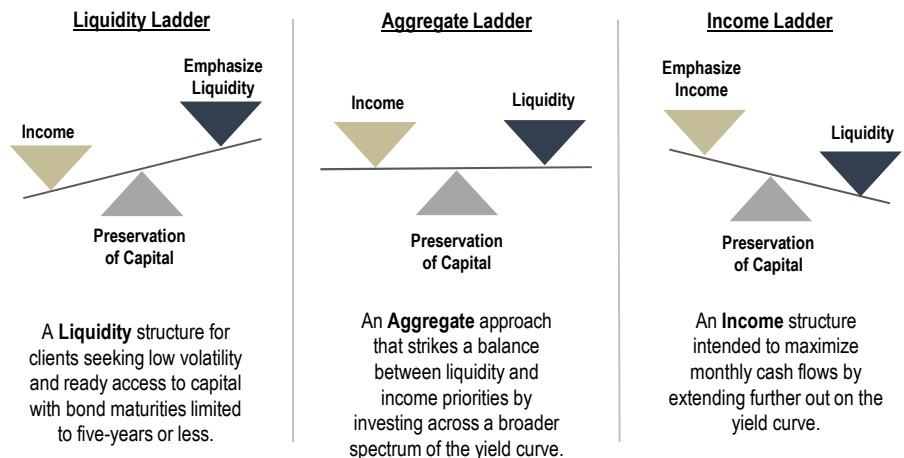 Liquidity Ladder
Emphasize
Liquidity
Income
Preservation
of Capital
A Liquidity structure for
clients seeking low volatility
and ready access to capital
with bond maturities limited
to five-years or less.
Aggregate Ladder
Income
Liquidity
Preservation
of Capital
An Aggregate approach
that strikes a balance
between liquidity and
income priorities by
investing across a broader
spectrum of the yield curve.
Income Ladder
Emphasize
Income
Liquidity
Preservation
of Capital
An Income structure
intended to maximize
monthly cash flows by
extending further out on the
yield curve.